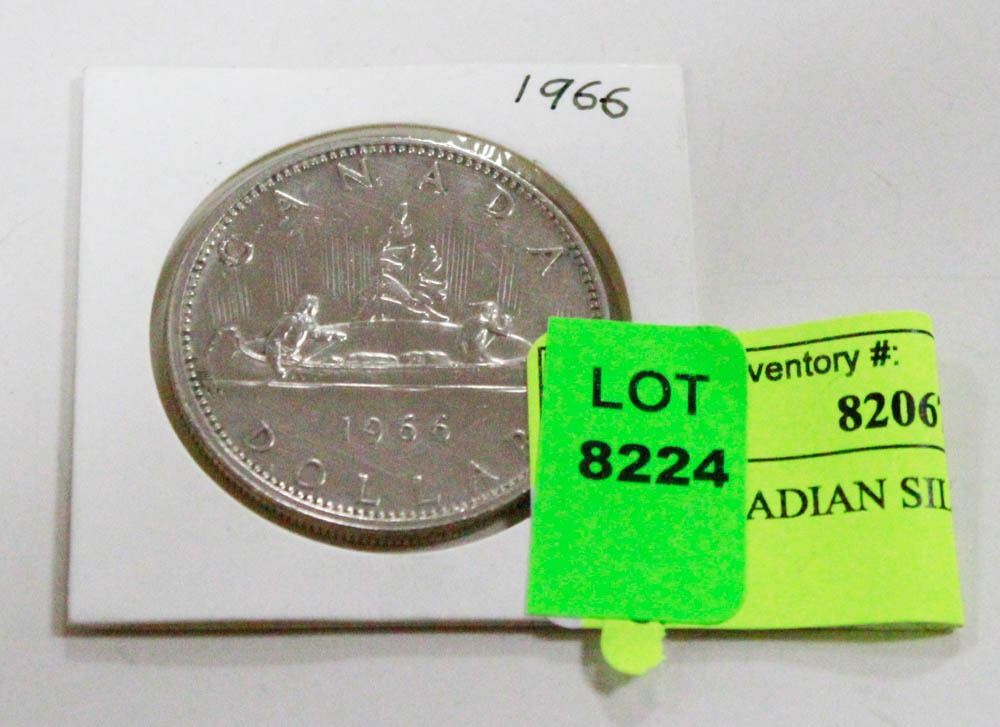 1966
CANADA
1966
DOLLA
LOT
8224
ventory #:
8206
ADIAN SIL